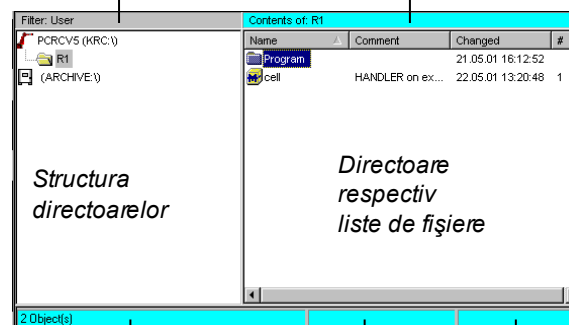 Filter: User
Contents of: R1
PCRCV5 (KRC:\)
R1
(ARCHIVE:\)
Name Comment Changed #
Program 21.05.01 16:12:52
cell HANDLER on ex... 22.05.01 13:20:48 1
Structura
directoarelor
Directoare
respectiv
liste de fişiere
2 Object(s)